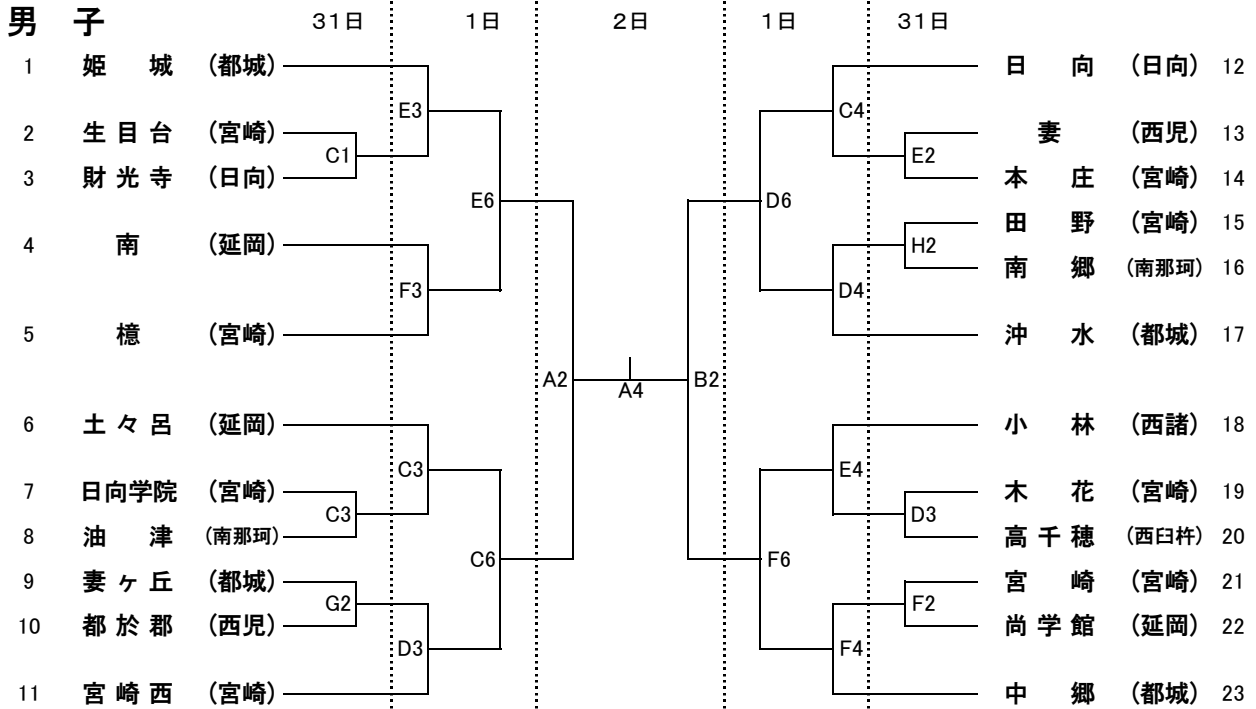 男 子
31日 1日 2日 1日 31日
1 姫 城 (都城) 日 向 (日向) 12
E3 C4
2 生目台 (宮崎) 妻 (西児) 13
C1 E2
3 財光寺 (日向) 本 庄 (宮崎) 14
E6 D6
4 南 (延岡) 田 野 (宮崎) 15
H2
南 郷 (南那珂) 16
F3 D4
5 檍 (宮崎) 沖 水 (都城) 17
A2 A4 B2
6 土々呂 (延岡) 小 林 (西諸) 18
C3 E4
7 日向学院 (宮崎) 木 花 (宮崎) 19
C3 D3
8 油 津 (南那珂) 高千穂 (西臼杵) 20
C6 F6
9 妻ヶ丘 (都城) 宮 崎 (宮崎) 21
G2 F2
10 都於郡 (西児) 尚学館 (延岡) 22
D3 F4
11 宮崎西 (宮崎) 中 郷 (都城) 23